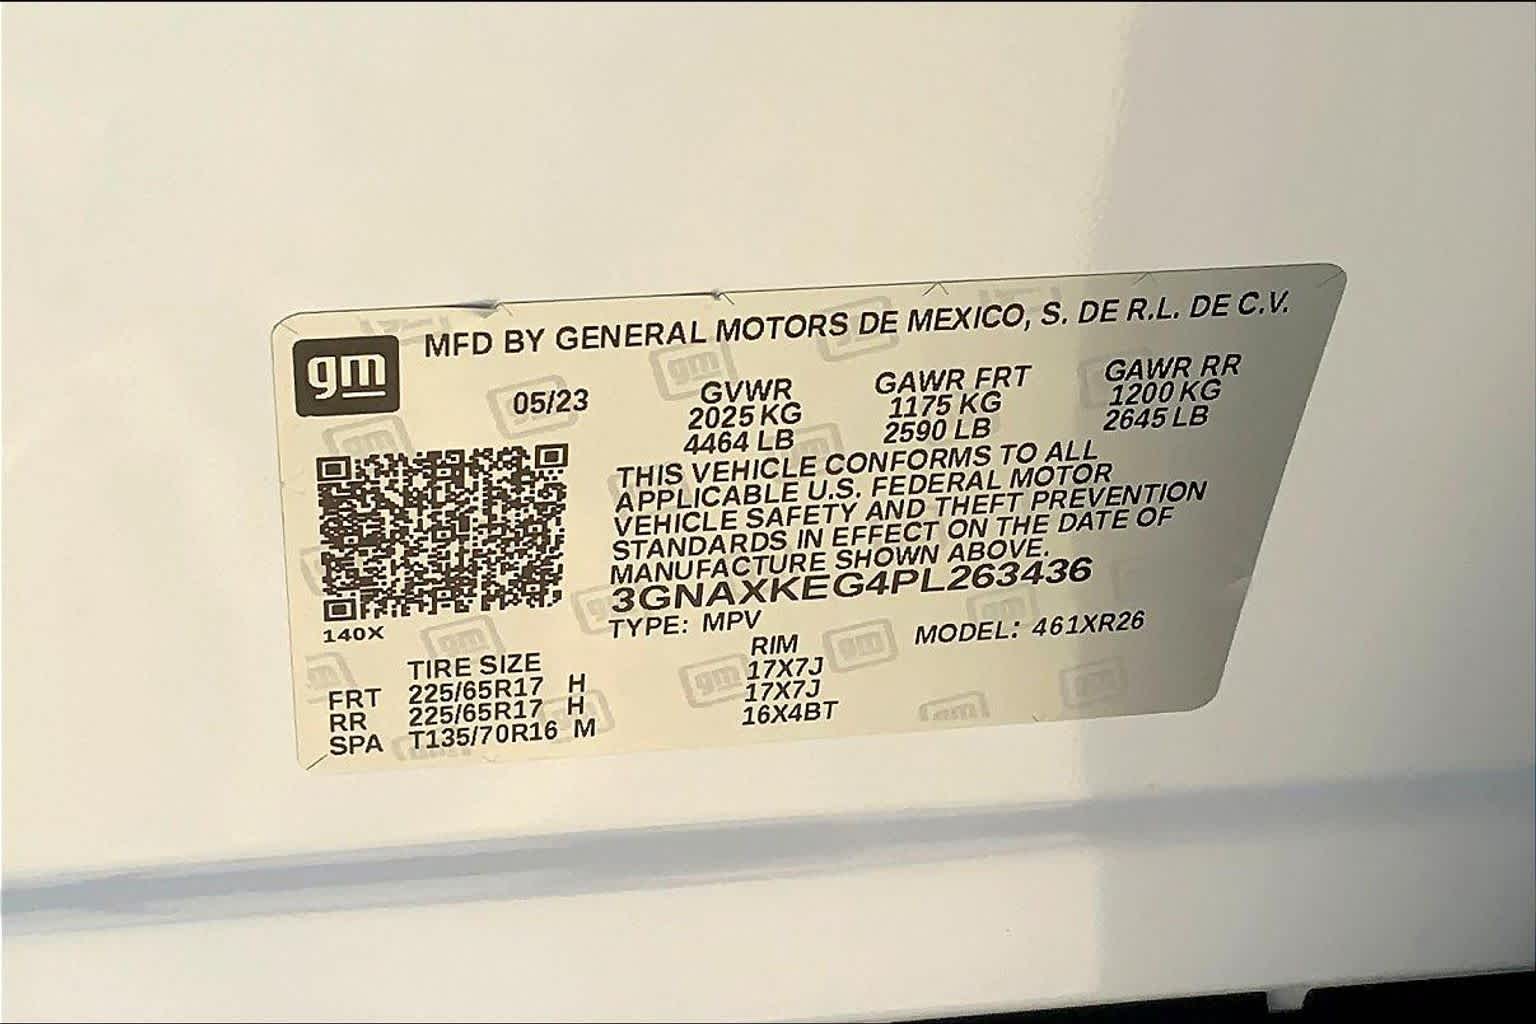 gm
MFD BY GENERAL MOTORS DE MEXICO, S. DE R.L. DE C.V.
05/23 GVWR GAWR FRT GAWR RR
2025 KG 1175 KG 1200 KG
4464 LB 2590 LB 2645 LB
THIS VEHICLE CONFORMS TO ALL
APPLICABLE U.S. FEDERAL MOTOR
VEHICLE SAFETY AND THEFT PREVENTION
STANDARDS IN EFFECT ON THE DATE OF
MANUFACTURE SHOWN ABOVE.
3GNAXKEG4PL263436
140X
TYPE: MPV MODEL: 461XR26
TIRE SIZE RIM
FRT 225/65R17 H 17X7J
RR 225/65R17 H 17X7J
SPA T135/70R16 M 16X4BT